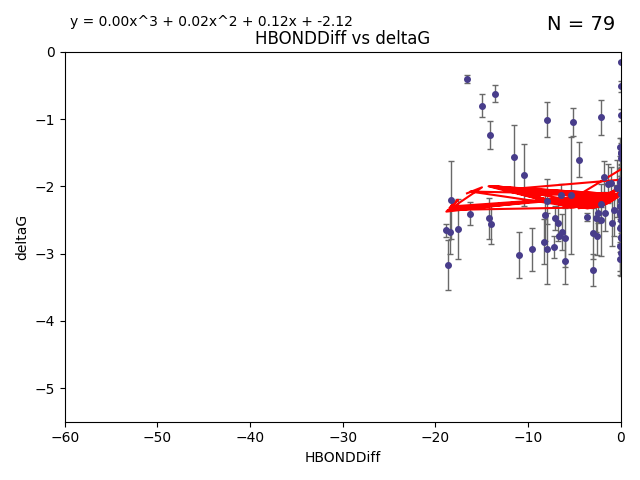 y = 0.00x^3 + 0.02x^2 + 0.12x + -2.12
N = 79
HBONDDiff vs deltaG
0
−1
−2
−3
−4
−5
deltaG
−60 −50 −40 −30 −20 −10 0
HBONDDiff